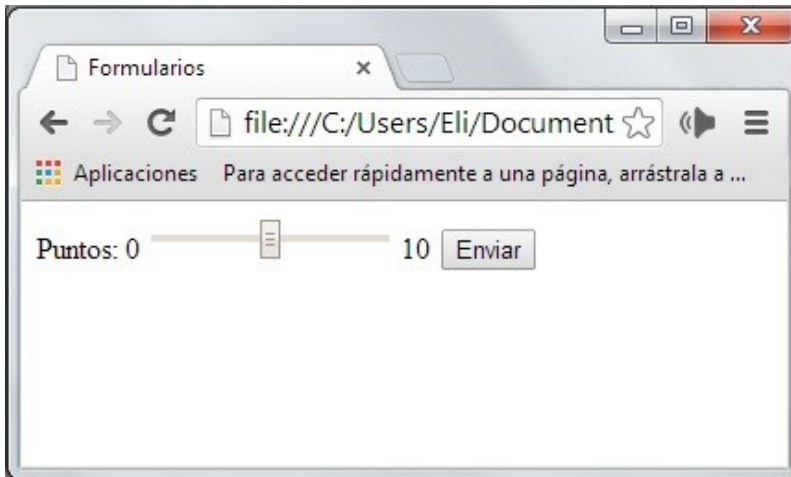 Formularios
file:///C:/Users/Eli/Document
Aplicaciones Para acceder rápidamente a una página, arrástrala a ...
Puntos: 0 10 Enviar